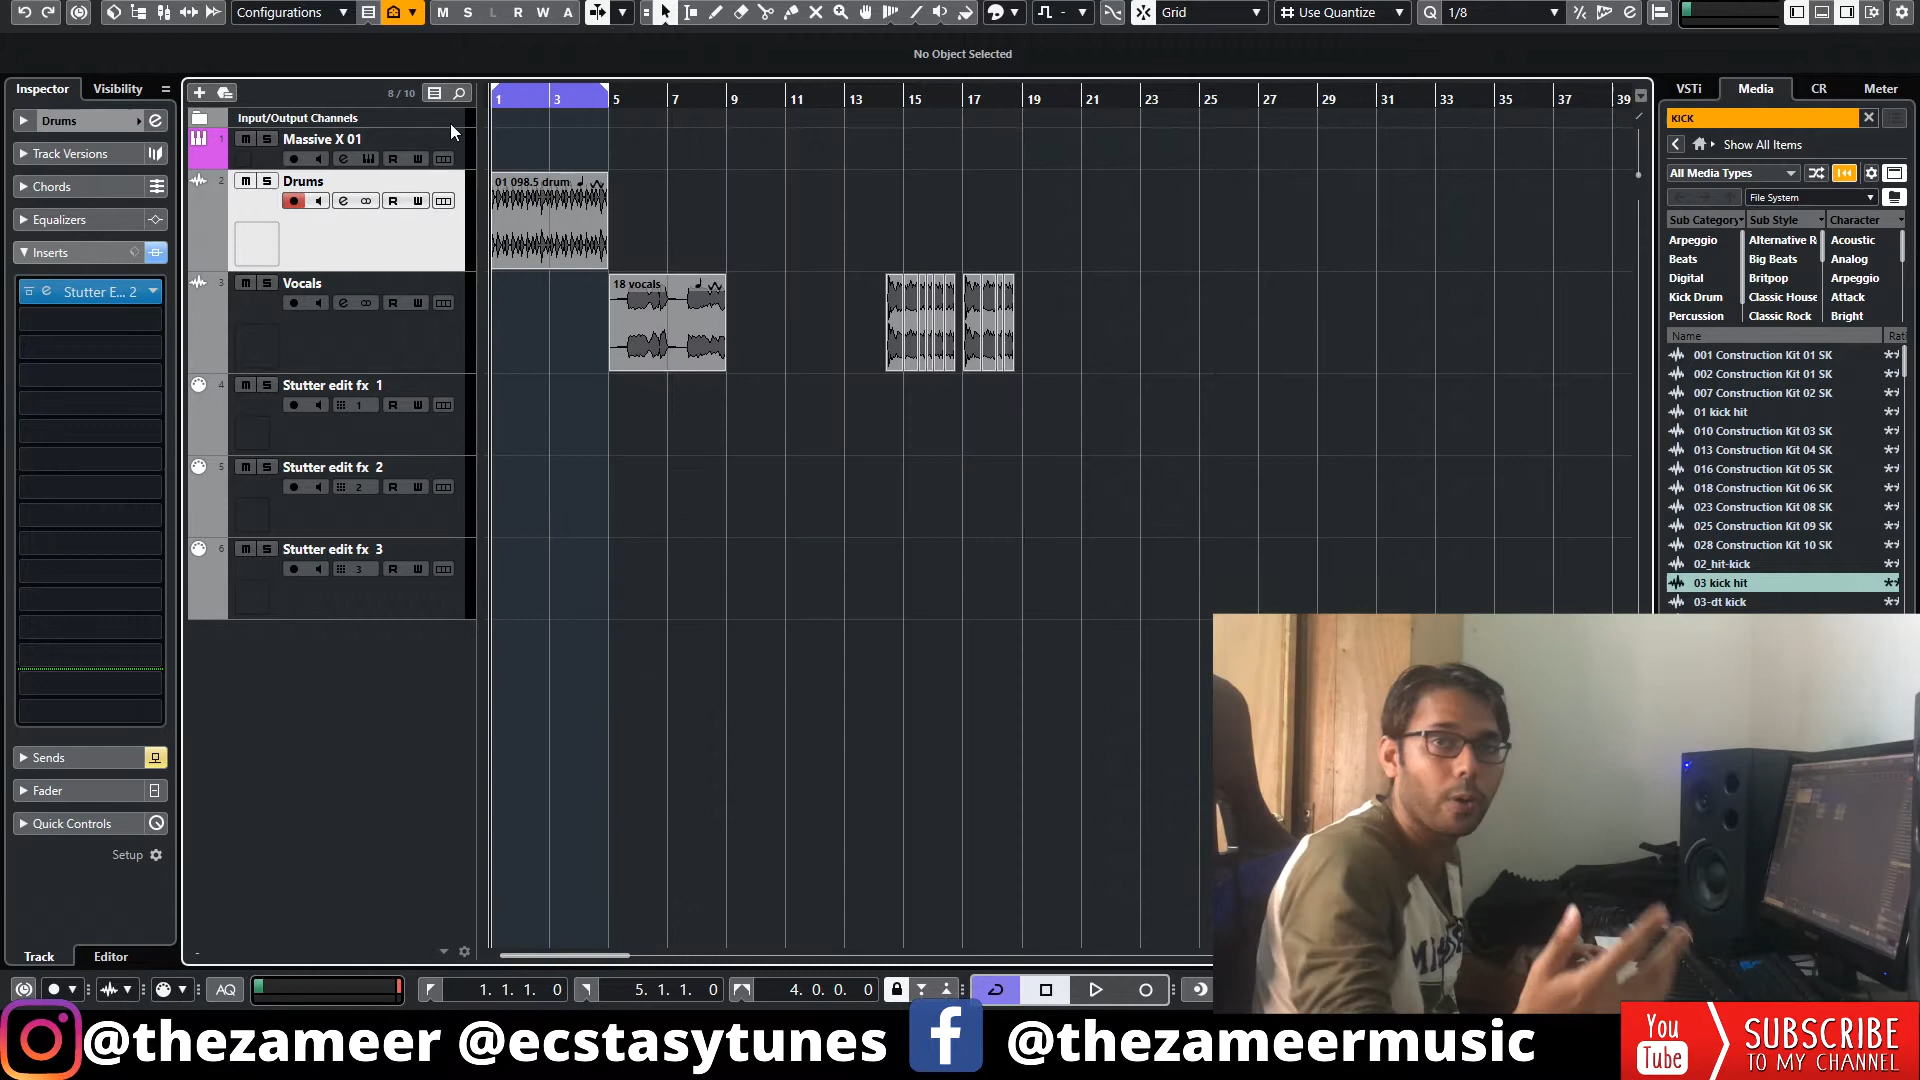 Configurations
M S L R W A
Grid
Use Quantize
1/8
No Object Selected
Inspector Visibility
8 / 10
1 3 5 7 9 11 13 15 17 19 21 23 25 27 29 31 33 35 37 39
VSTi Media CR Meter
Drums
Track Versions
Chords
Equalizers
Inserts
Stutter E... 2
Sends
Fader
Quick Controls
Setup
Track Editor
Input/Output Channels
1 M S Massive X 01
R W
2 M S Drums
R W
3 M S Vocals
R W
4 M S Stutter edit fx 1
1 R W
5 M S Stutter edit fx 2
2 R W
6 M S Stutter edit fx 3
3 R W
01 098.5 drum
18 vocals
KICK
Show All Items
All Media Types
File System
Sub Category Sub Style Character
Arpeggio Alternative R Acoustic
Beats Big Beats Analog
Digital Britpop Arpeggio
Kick Drum Classic House Attack
Percussion Classic Rock Bright
Name Rat
001 Construction Kit 01 SK
002 Construction Kit 01 SK
007 Construction Kit 02 SK
01 kick hit
010 Construction Kit 03 SK
013 Construction Kit 04 SK
016 Construction Kit 05 SK
018 Construction Kit 06 SK
023 Construction Kit 08 SK
025 Construction Kit 09 SK
028 Construction Kit 10 SK
02_hit-kick
03 kick hit
03-dt kick
AQ
1. 1. 1. 0
5. 1. 1. 0
4. 0. 0. 0
@thezameer @ecstasytunes
f @thezameermusic
You
Tube
SUBSCRIBE
TO MY CHANNEL